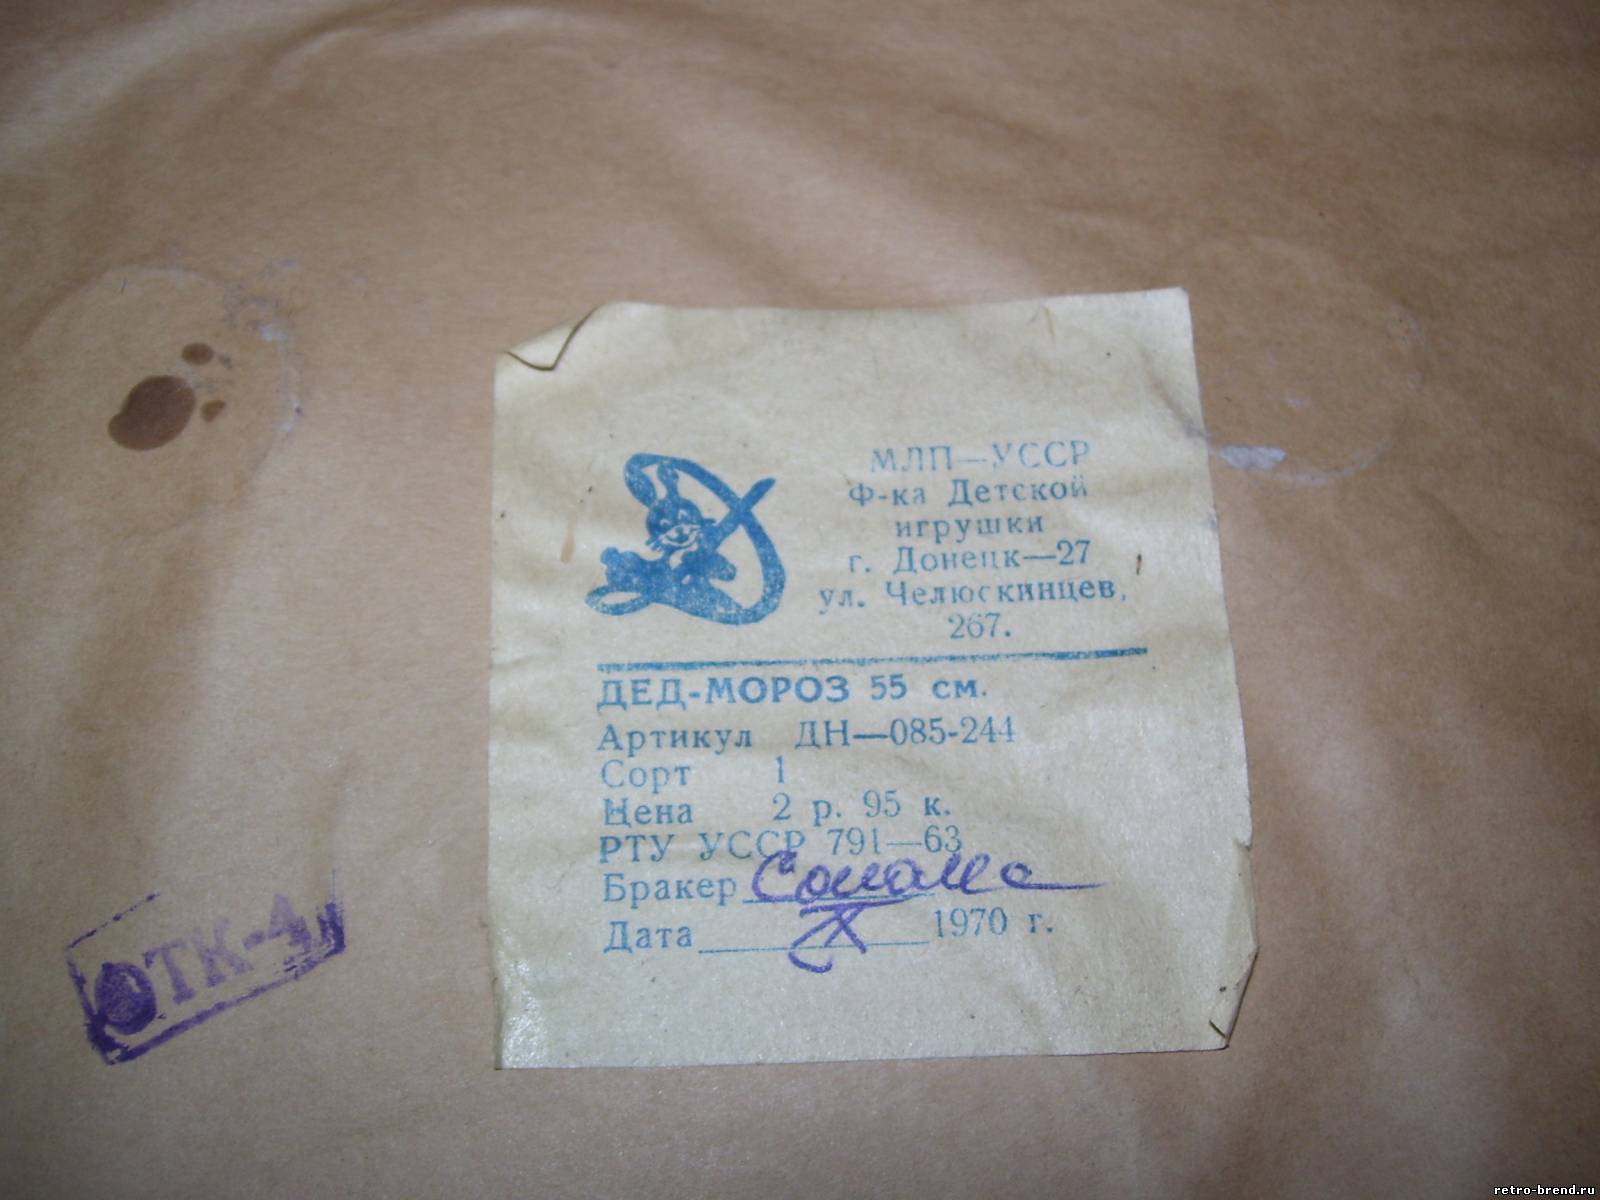 МЛП—УССР
Ф-ка Детской
игрушки
г. Донецк—27
ул. Челюскинцев,
267.
ДЕД-МОРОЗ 55 см.
Артикул ДН—085-244
Сорт 1
Цена 2 р. 95 к.
РТУ УССР 791—63
Бракер
Дата X 1970 г.
ОТК-4
retro-brend.ru